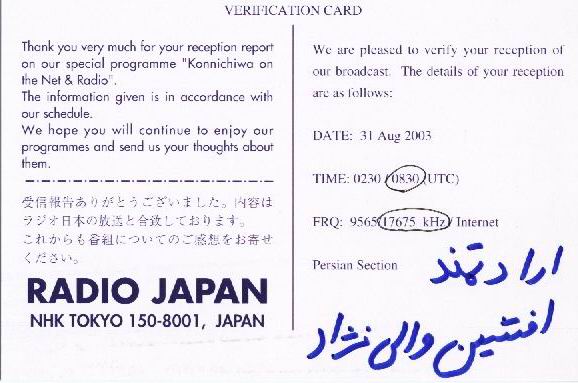 VERIFICATION CARD
Thank you very much for your reception report
on our special programme "Konnichiwa on
the Net & Radio".
The information given is in accordance with
our schedule.
We hope you will continue to enjoy our
programmes and send us your thoughts about
them.
受信報告ありがとうございました。内容は
ラジオ日本の放送と合致しております。
これからも番組についてのご感想をお寄せ
ください。
RADIO JAPAN
NHK TOKYO 150-8001, JAPAN
We are pleased to verify your reception of
our broadcast. The details of your reception
are as follows:
DATE: 31 Aug 2003
TIME: 0230 / 0830 (UTC)
FRQ: 9565/17675 kHz / Internet
Persian Section
ارادتمند
افشین والی نژاد